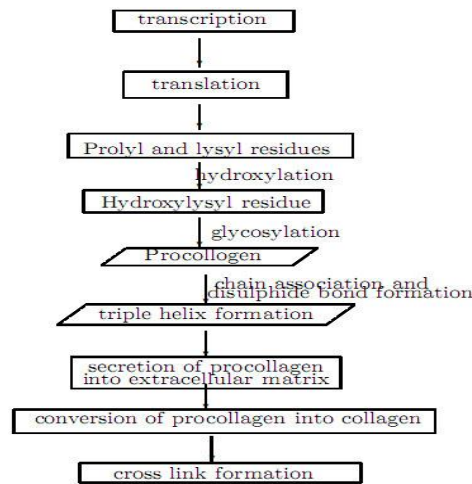 transcription
translation
Prolyl and lysyl residues
hydroxylation
Hydroxylysyl residue
glycosylation
Procollogen
chain association and
disulphide bond formation
triple helix formation
secretion of procollagen
into extracellular matrix
conversion of procollagen into collagen
cross link formation